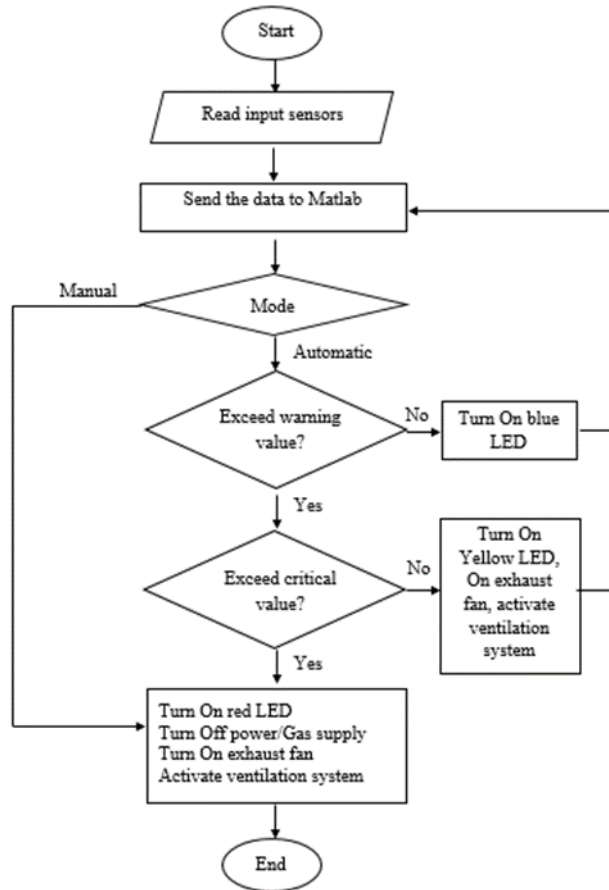 Start
Read input sensors
Send the data to Matlab
Manual
Mode
Automatic
Exceed warning
value?
No
Turn On blue
LED
Yes
Exceed critical
value?
No
Turn On
Yellow LED,
On exhaust
fan, activate
ventilation
system
Yes
Turn On red LED
Turn Off power/Gas supply
Turn On exhaust fan
Activate ventilation system
End